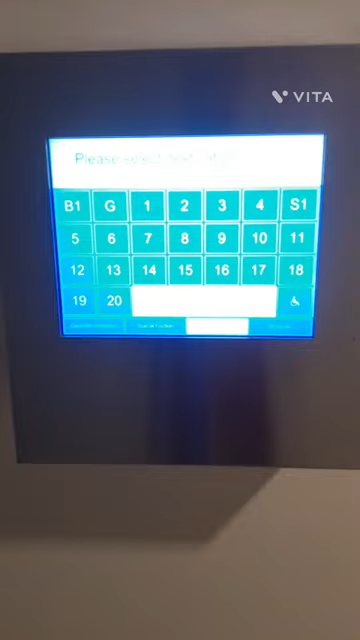 VITA
Please select destination
B1 G 1 2 3 4 S1
5 6 7 8 9 10 11
12 13 14 15 16 17 18
19 20